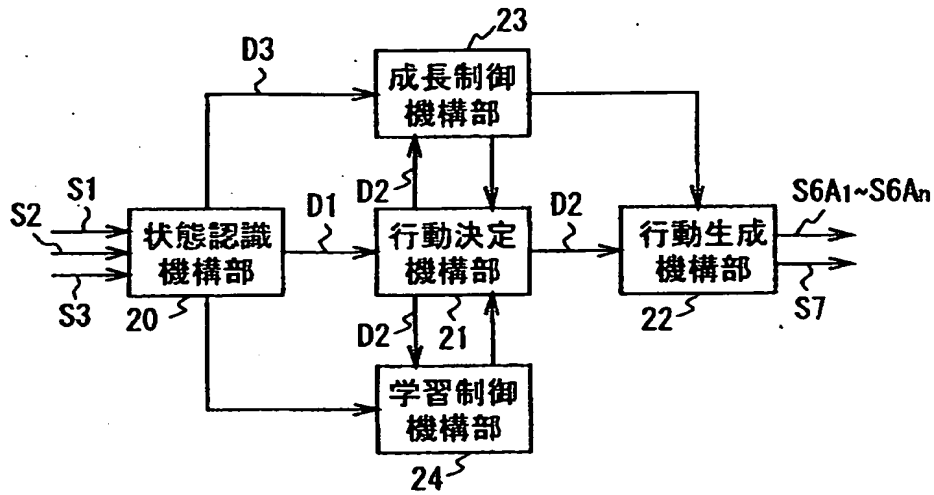 23
D3
成長制御
機構部
S1
S2
S3
状態認識
機構部
20
D1
D2
行動決定
機構部
21
D2
D2
行動生成
機構部
22
S6A1~S6An
S7
学習制御
機構部
24